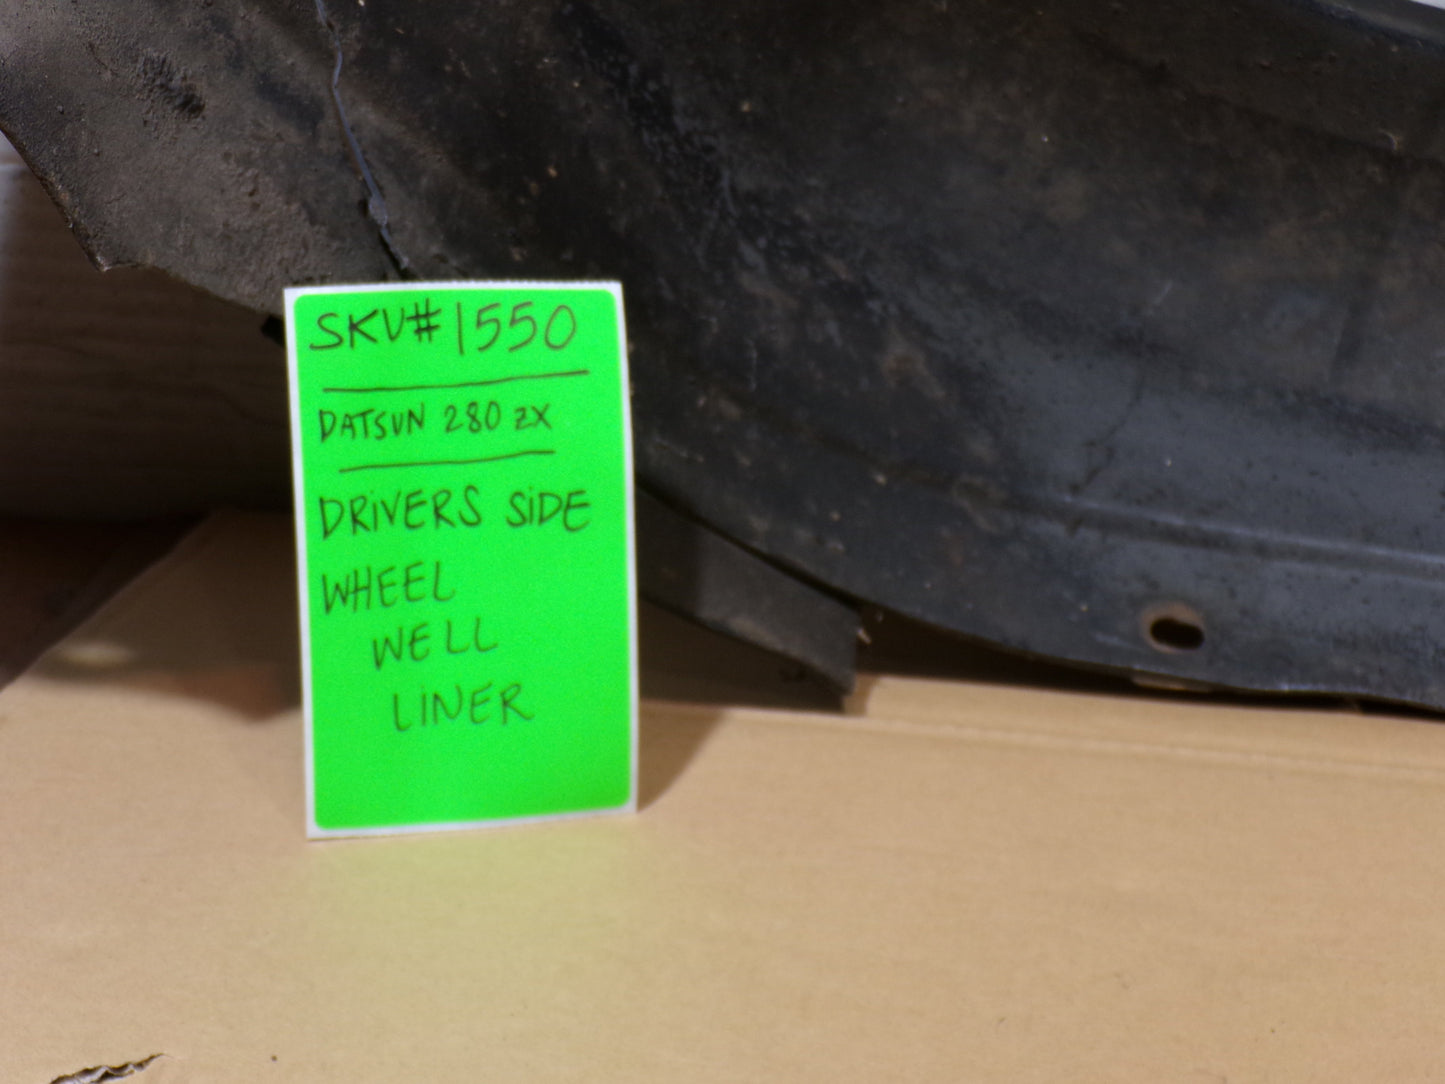 SKU# 1550
DATSUN 280 ZX
DRiVERS SiDE
WHEEL
WELL
LiNER